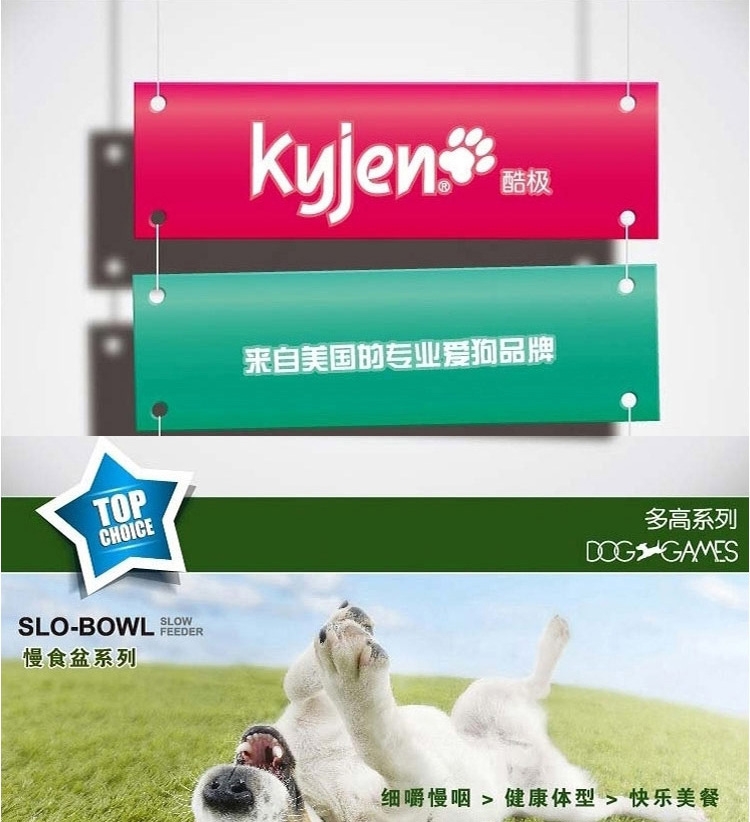 kyjen® 酷极
来自美国的专业爱狗品牌
TOP
CHOICE
多高系列
DOG GAMES
SLO-BOWL SLOW FEEDER
慢食盆系列
细嚼慢咽 > 健康体型 > 快乐美餐